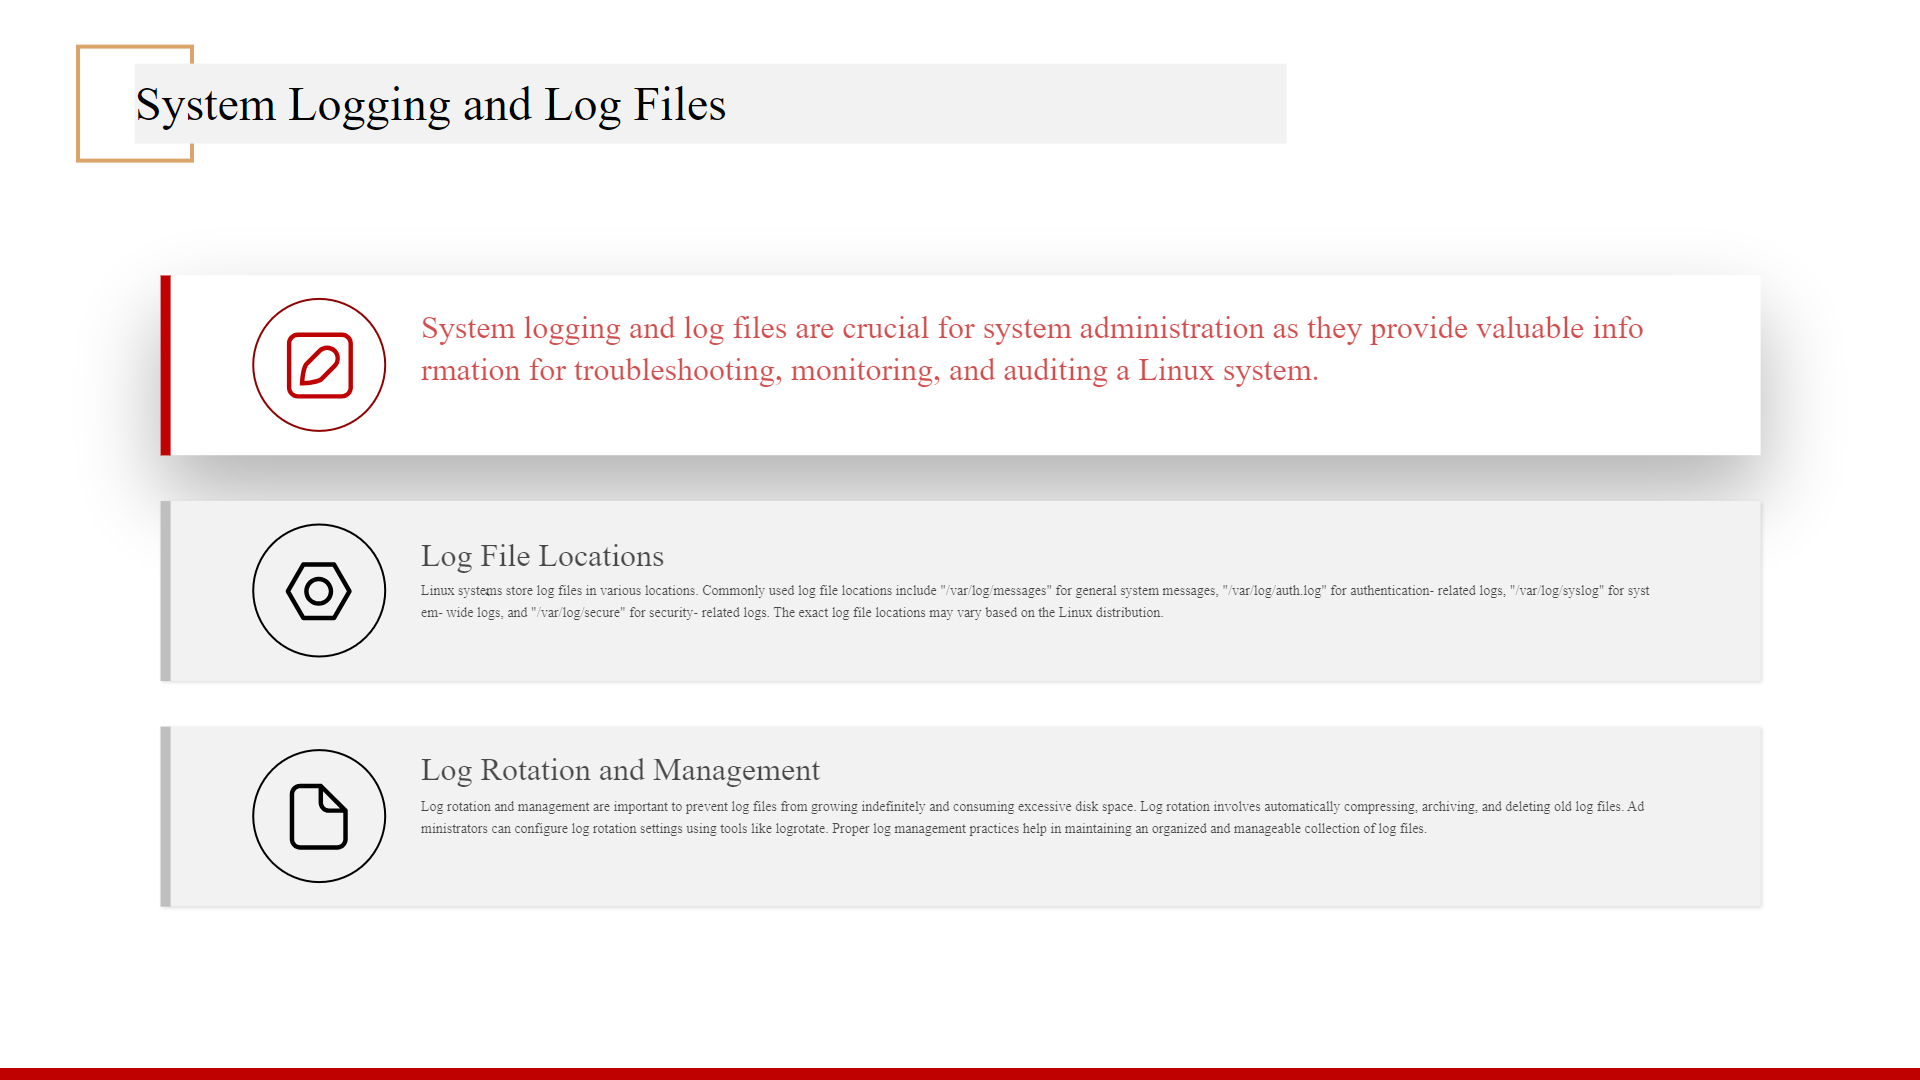 System Logging and Log Files
System logging and log files are crucial for system administration as they provide valuable info
rmation for troubleshooting, monitoring, and auditing a Linux system.
Log File Locations
Linux systems store log files in various locations. Commonly used log file locations include "/var/log/messages" for general system messages, "/var/log/auth.log" for authentication- related logs, "/var/log/syslog" for syst
em- wide logs, and "/var/log/secure" for security- related logs. The exact log file locations may vary based on the Linux distribution.
Log Rotation and Management
Log rotation and management are important to prevent log files from growing indefinitely and consuming excessive disk space. Log rotation involves automatically compressing, archiving, and deleting old log files. Ad
ministrators can configure log rotation settings using tools like logrotate. Proper log management practices help in maintaining an organized and manageable collection of log files.